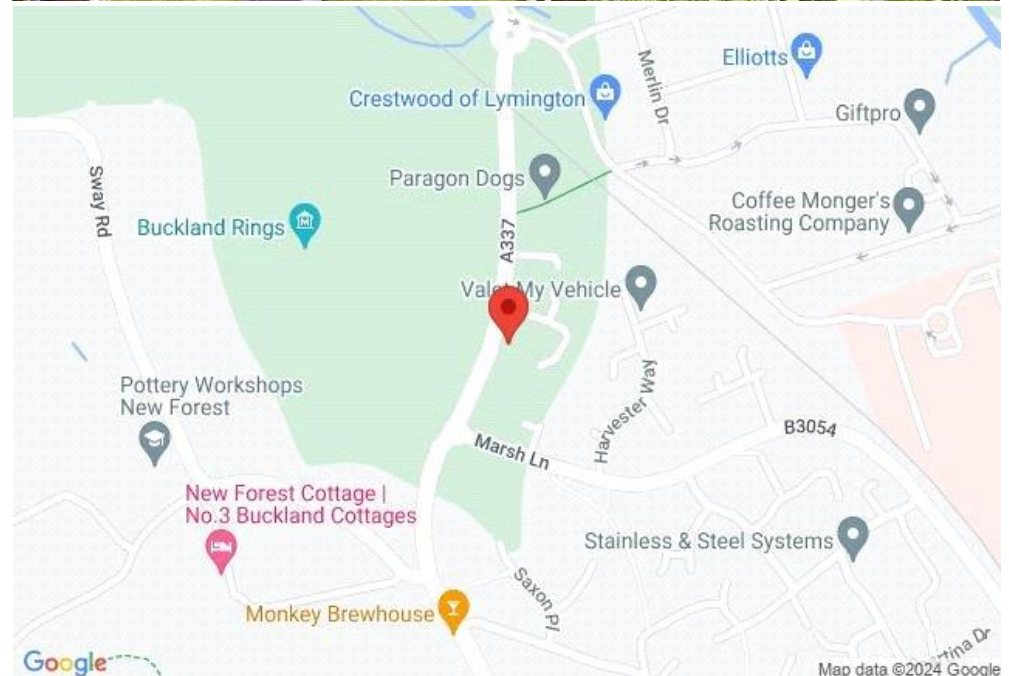 Elliotts
Merlin Dr
Crestwood of Lymington
Giftpro
Sway Rd
Paragon Dogs
Coffee Monger's
Roasting Company
Buckland Rings
A337
Valet My Vehicle
Pottery Workshops
New Forest
Harvester Way
B3054
Marsh Ln
New Forest Cottage |
No.3 Buckland Cottages
Stainless & Steel Systems
Saxon Pl
Monkey Brewhouse
Google
Map data ©2024 Google